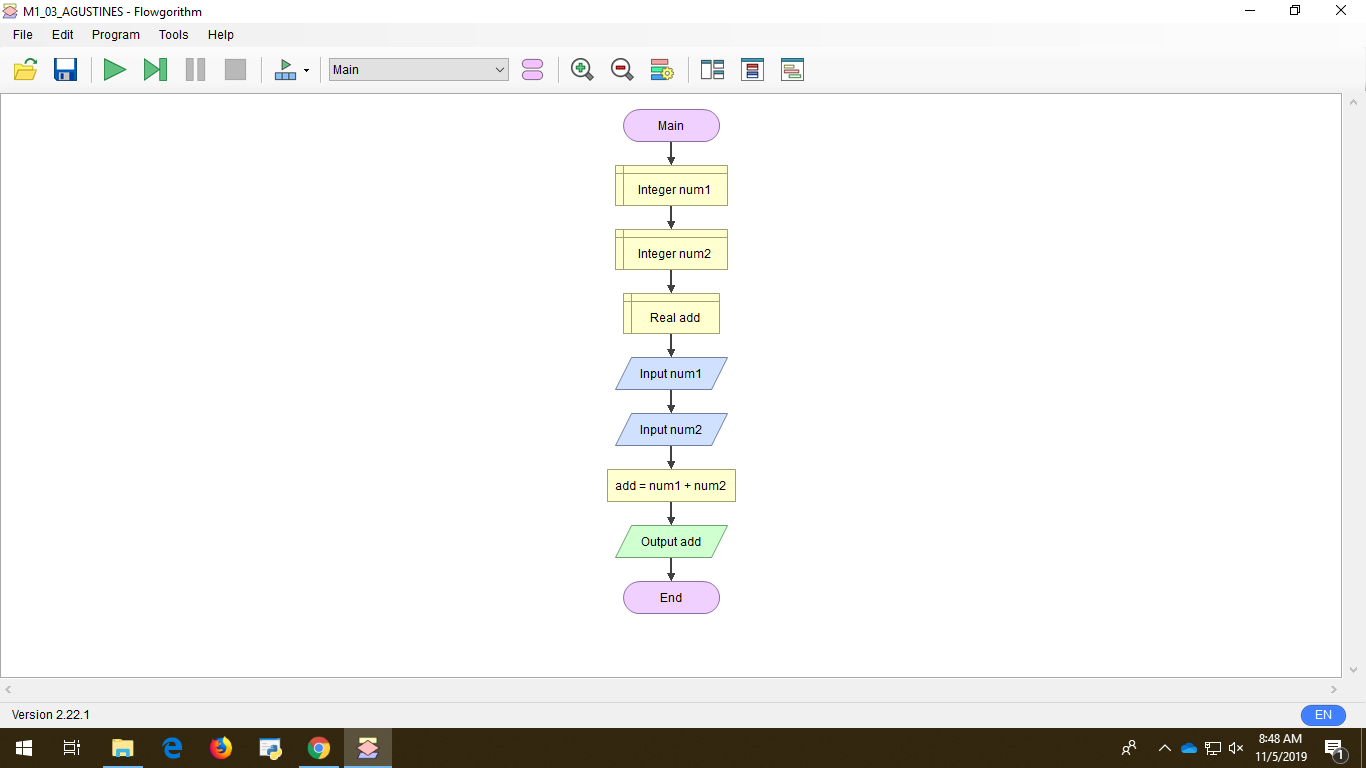 M1_03_AGUSTINES - Flowgorithm
File Edit Program Tools Help
Main
Main
Integer num1
Integer num2
Real add
Input num1
Input num2
add = num1 + num2
Output add
End
Version 2.22.1
EN
8:48 AM
11/5/2019
1